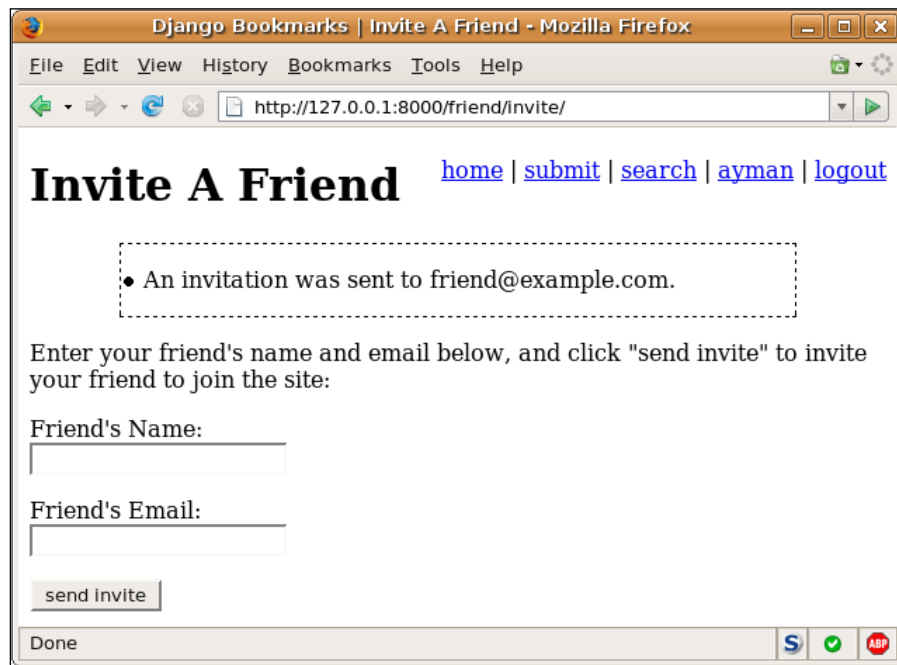 Django Bookmarks | Invite A Friend - Mozilla Firefox
File Edit View History Bookmarks Tools Help
http://127.0.0.1:8000/friend/invite/
Invite A Friend
home | submit | search | ayman | logout
• An invitation was sent to friend@example.com.
Enter your friend's name and email below, and click "send invite" to invite
your friend to join the site:
Friend's Name:
Friend's Email:
send invite
Done
S
ABP